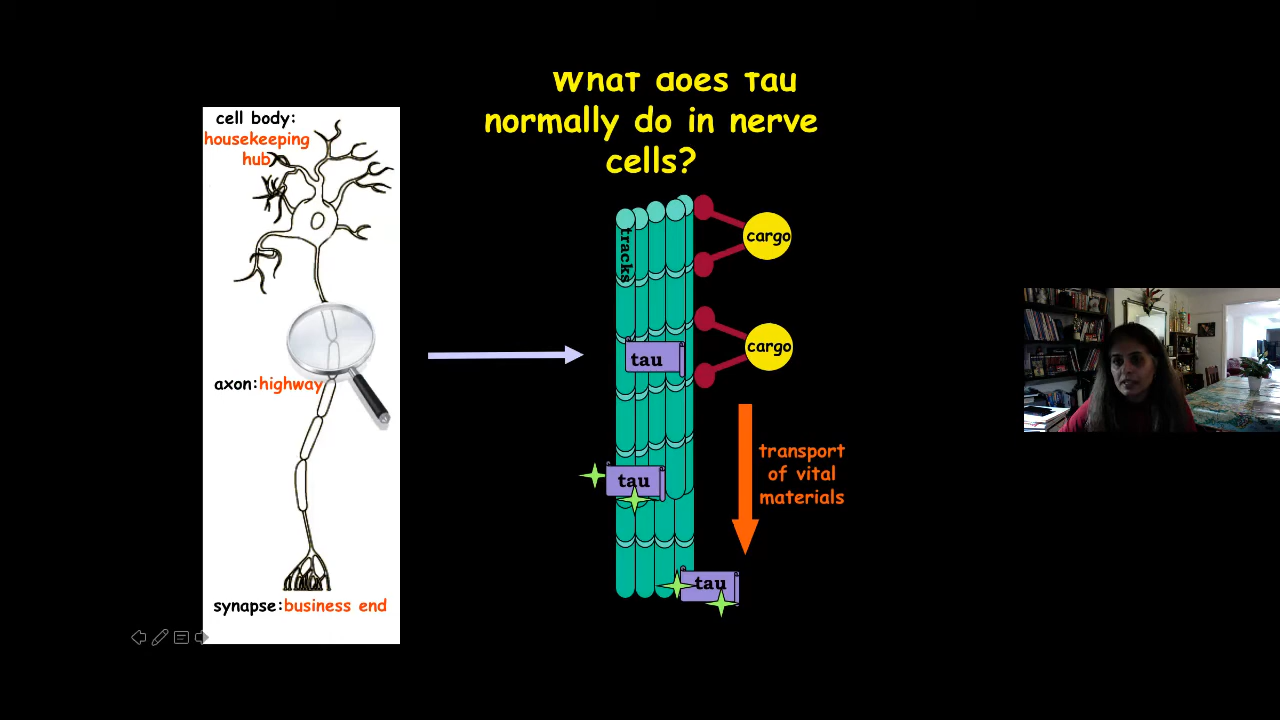 What does tau
normally do in nerve
cells?
cell body:
housekeeping
hub
axon:highway
synapse:business end
tracks
cargo
cargo
tau
tau
tau
transport
of vital
materials